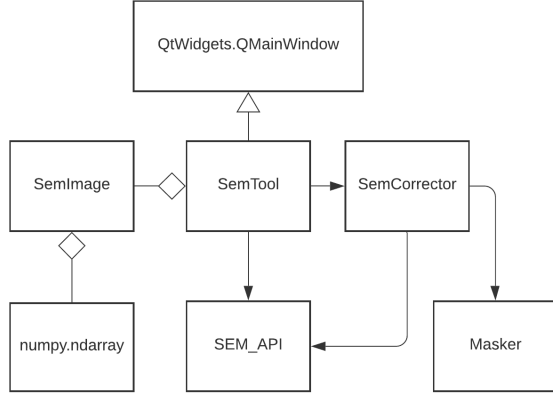 QtWidgets.QMainWindow
SemImage
SemTool
SemCorrector
numpy.ndarray
SEM_API
Masker